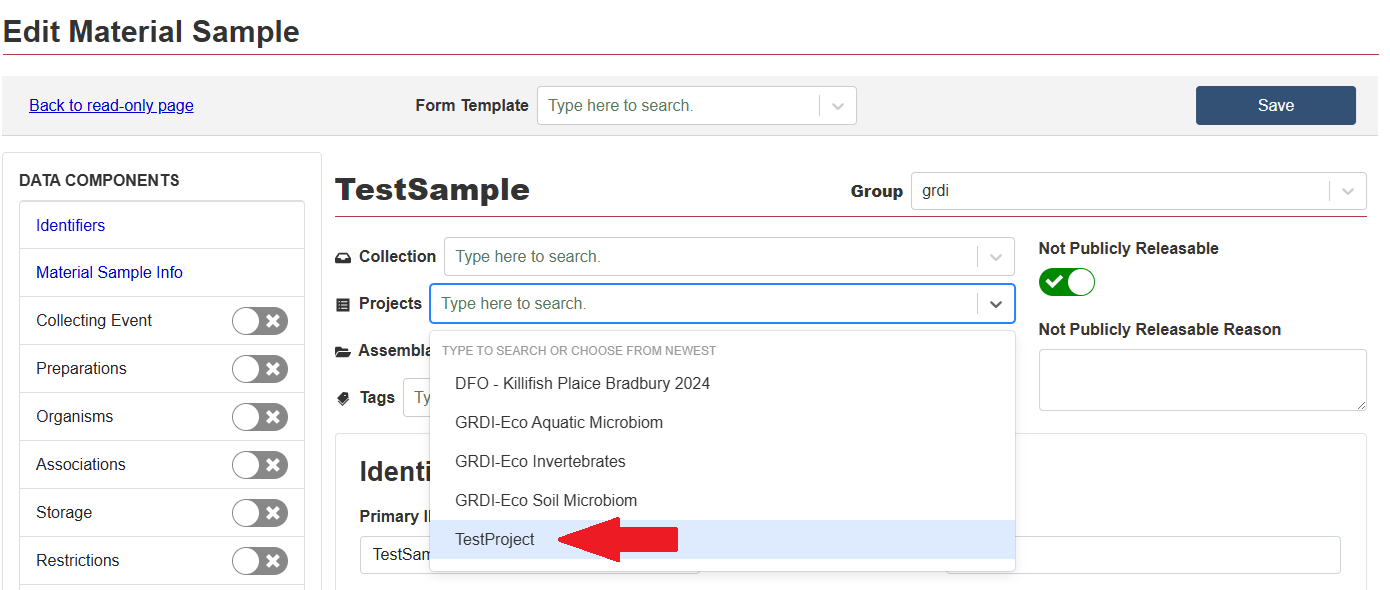 Edit Material Sample
Back to read-only page
Form Template
Type here to search.
Save
DATA COMPONENTS
Identifiers
Material Sample Info
Collecting Event
Preparations
Organisms
Associations
Storage
Restrictions
TestSample
Group
grdi
Collection
Type here to search.
Projects
Type here to search.
TYPE TO SEARCH OR CHOOSE FROM NEWEST
DFO - Killifish Plaice Bradbury 2024
GRDI-Eco Aquatic Microbiom
GRDI-Eco Invertebrates
GRDI-Eco Soil Microbiom
TestProject
Assembla
Tags
Ty
Not Publicly Releasable
Not Publicly Releasable Reason
Identi
Primary I
TestSam